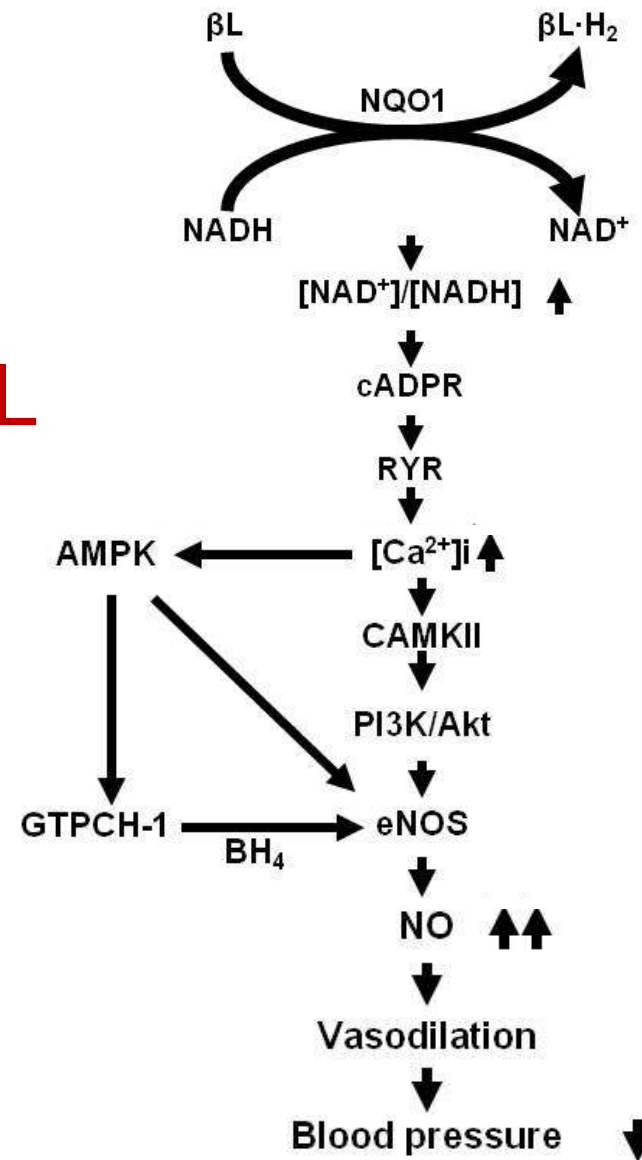 βL βL·H₂
NQO1
NADH NAD⁺
[NAD⁺]/[NADH]
cADPR
RYR
AMPK [Ca²⁺]i
CAMKII
PI3K/Akt
GTPCH-1 eNOS
BH₄
NO
Vasodilation
Blood pressure